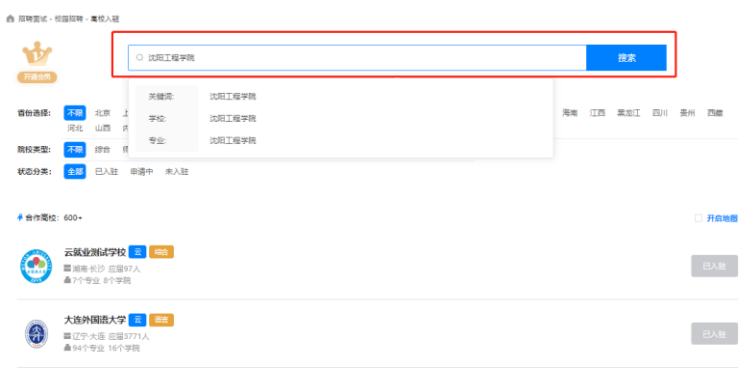 招聘面试 - 校园招聘 - 高校入驻
开通会员
沈阳工程学院
搜索
关键词: 沈阳工程学院
学校: 沈阳工程学院
专业: 沈阳工程学院
省份选择: 不限 北京 海南 江西 黑龙江 四川 贵州 西藏
河北 山西
院校类型: 不限 综合
状态分类: 全部 已入驻 申请中 未入驻
合作高校: 600+
开启地图
云就业测试学校 云 综合
湖南·长沙 应届97人
7个专业 8个学院
已入驻
大连外国语大学 云 语言
辽宁·大连 应届3771人
94个专业 16个学院
已入驻